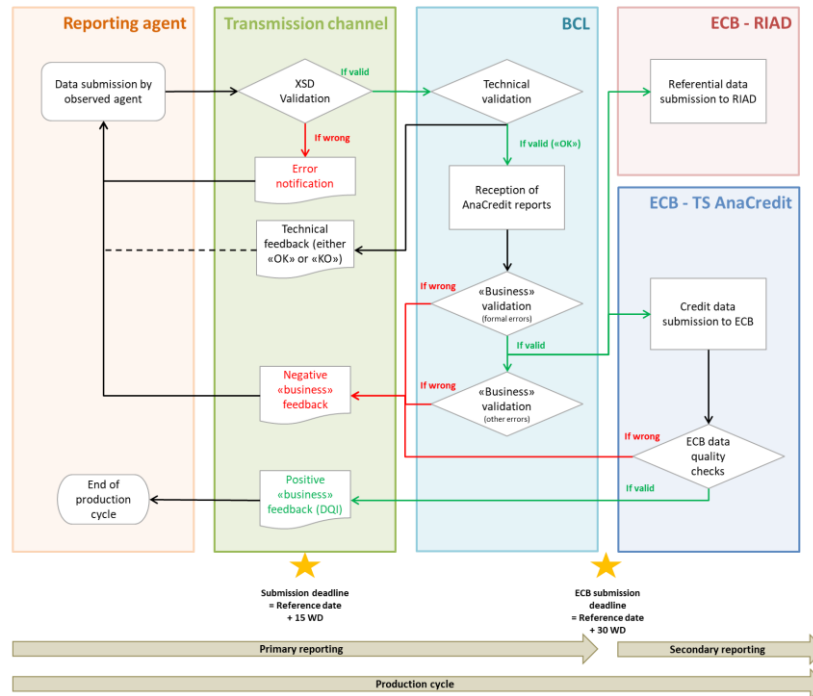 Reporting agent
Transmission channel
BCL
ECB - RIAD
Data submission by
observed agent
XSD
Validation
If valid
Technical
validation
Referential data
submission to RIAD
If wrong
If valid («OK»)
Error
notification
Reception of
AnaCredit reports
ECB - TS AnaCredit
Technical
feedback (either
«OK» or «KO»)
If wrong
«Business»
validation
(formal errors)
Credit data
submission to ECB
If valid
Negative
«business»
feedback
If wrong
«Business»
validation
(other errors)
If wrong
ECB data
quality
checks
End of
production
cycle
Positive
«business»
feedback (DQI)
If valid
Submission deadline
= Reference date
+ 15 WD
ECB submission
deadline
= Reference date
+ 30 WD
Primary reporting
Secondary reporting
Production cycle